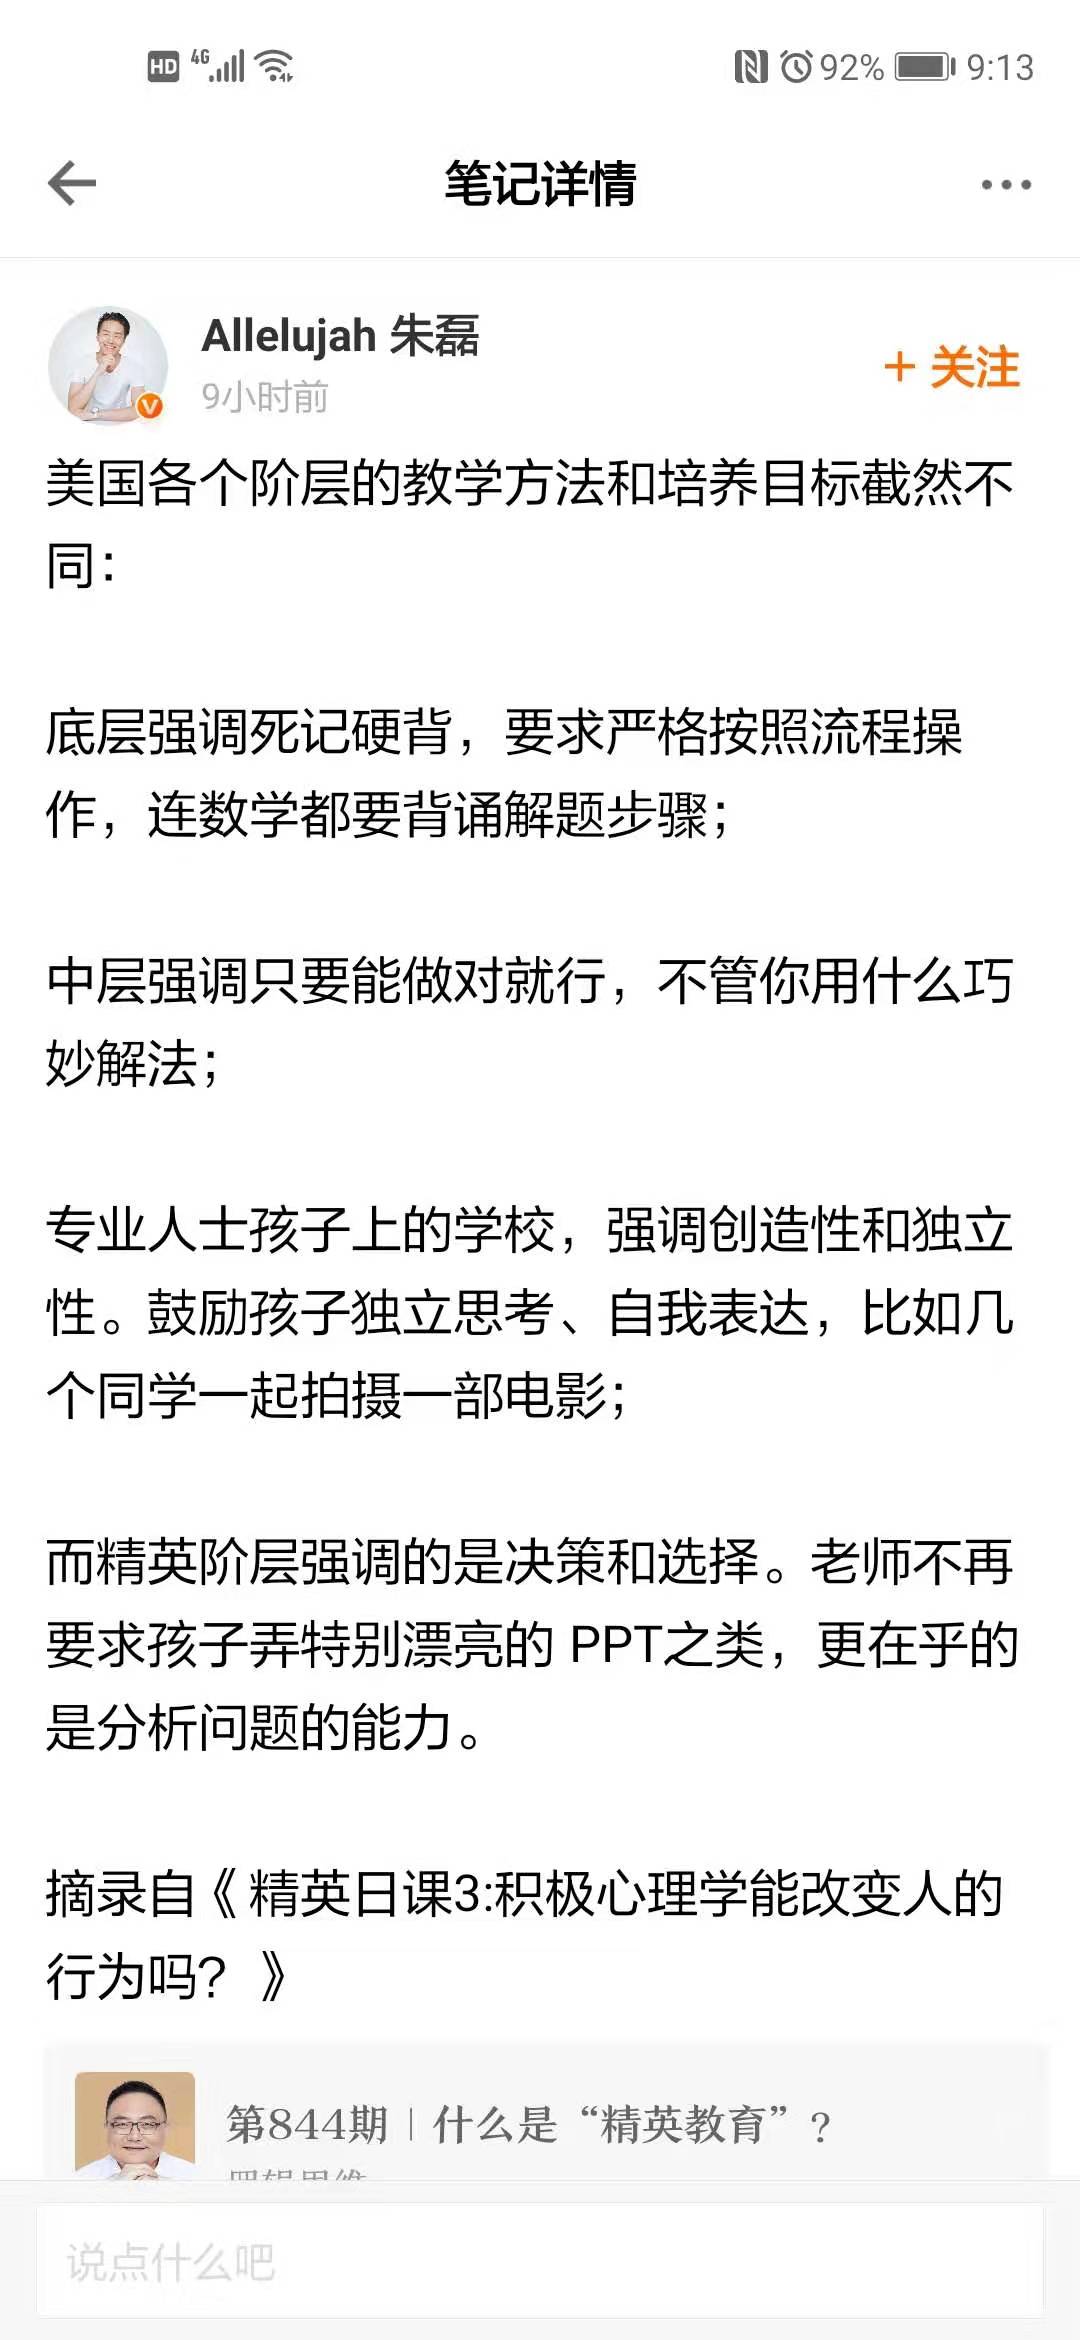 HD 4G 92% 9:13
笔记详情
Allelujah 朱磊
9小时前
+ 关注
美国各个阶层的教学方法和培养目标截然不
同：
底层强调死记硬背，要求严格按照流程操
作，连数学都要背诵解题步骤；
中层强调只要能做对就行，不管你用什么巧
妙解法；
专业人士孩子上的学校，强调创造性和独立
性。鼓励孩子独立思考、自我表达，比如几
个同学一起拍摄一部电影；
而精英阶层强调的是决策和选择。老师不再
要求孩子弄特别漂亮的 PPT之类，更在乎的
是分析问题的能力。
摘录自《精英日课3:积极心理学能改变人的
行为吗？》
第844期 | 什么是“精英教育”？
说点什么吧